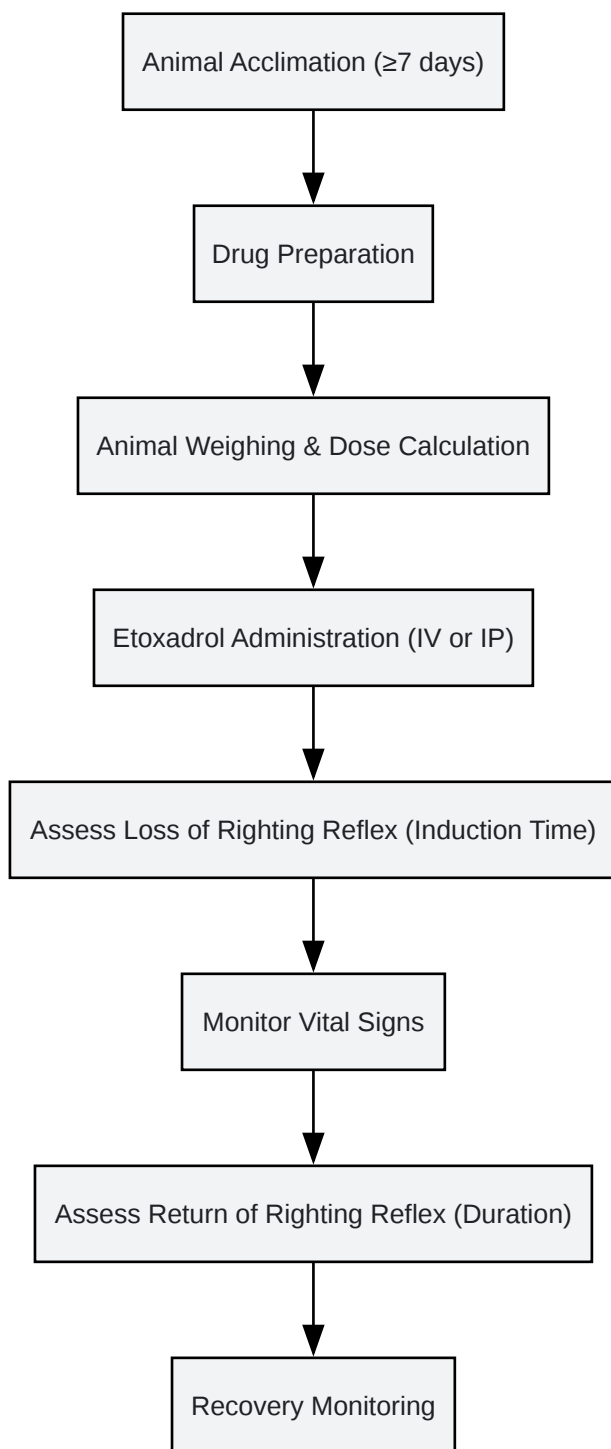 Animal Acclimation (≥7 days)
Drug Preparation
Animal Weighing & Dose Calculation
Etoxadrol Administration (IV or IP)
Assess Loss of Righting Reflex (Induction Time)
Monitor Vital Signs
Assess Return of Righting Reflex (Duration)
Recovery Monitoring